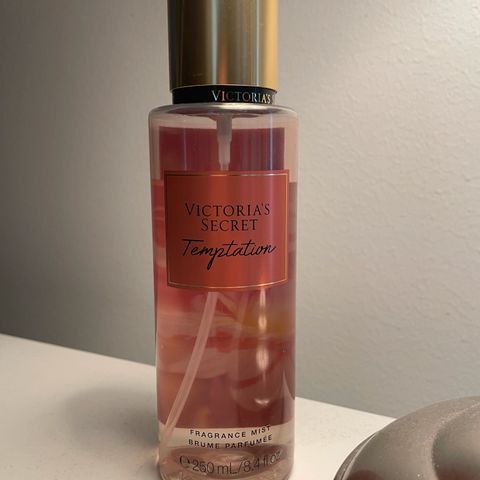 VICTORIA'S
VICTORIA'S
SECRET
Temptation
FRAGRANCE MIST
BRUME PARFUMÉE
℮ 250 mL/8.4 fl oz